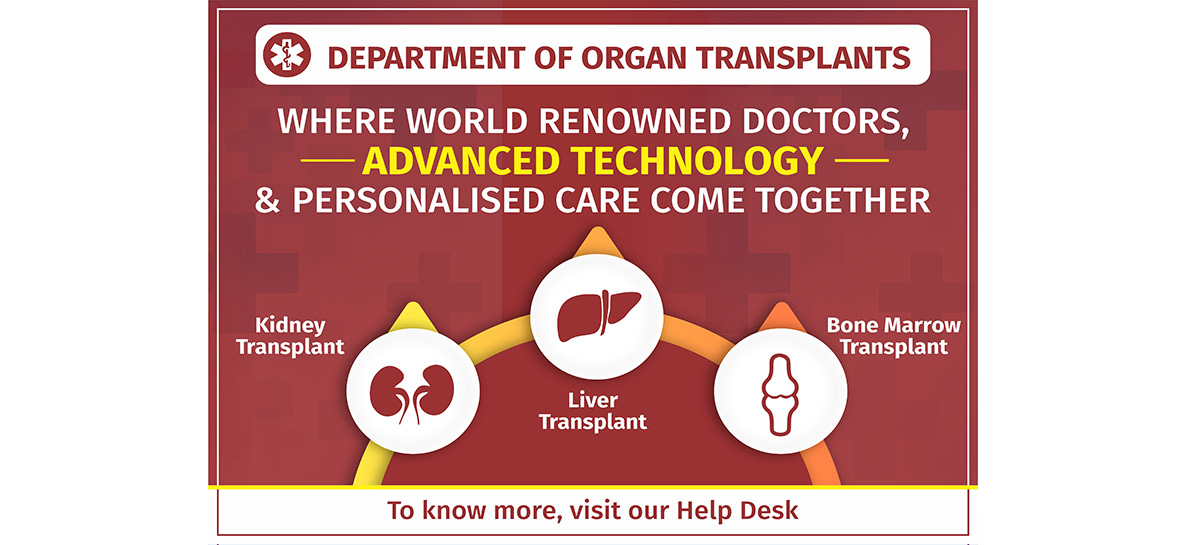 DEPARTMENT OF ORGAN TRANSPLANTS
WHERE WORLD RENOWNED DOCTORS,
ADVANCED TECHNOLOGY
& PERSONALISED CARE COME TOGETHER
Kidney
Transplant
Liver
Transplant
Bone Marrow
Transplant
To know more, visit our Help Desk